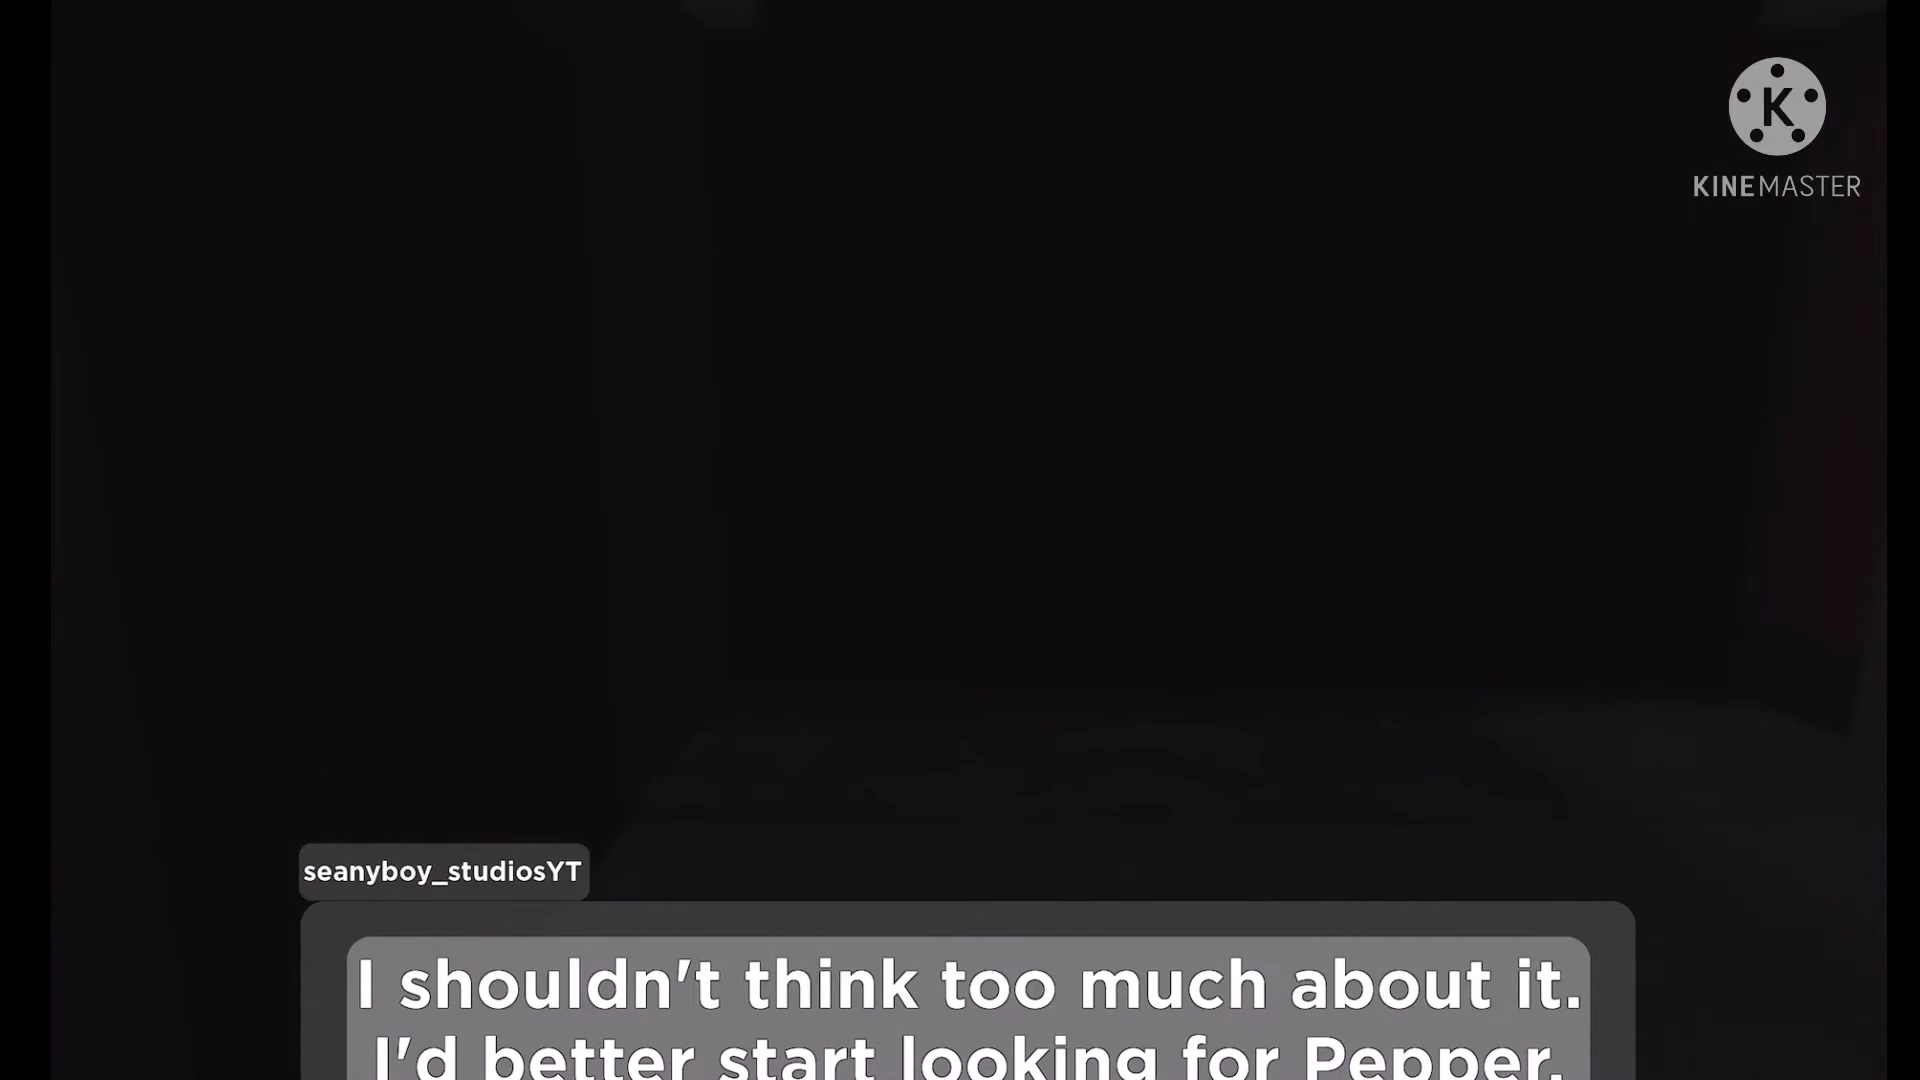 K
KINEMASTER
seanyboy_studiosYT
I shouldn't think too much about it.
I'd better start looking for Pepper.